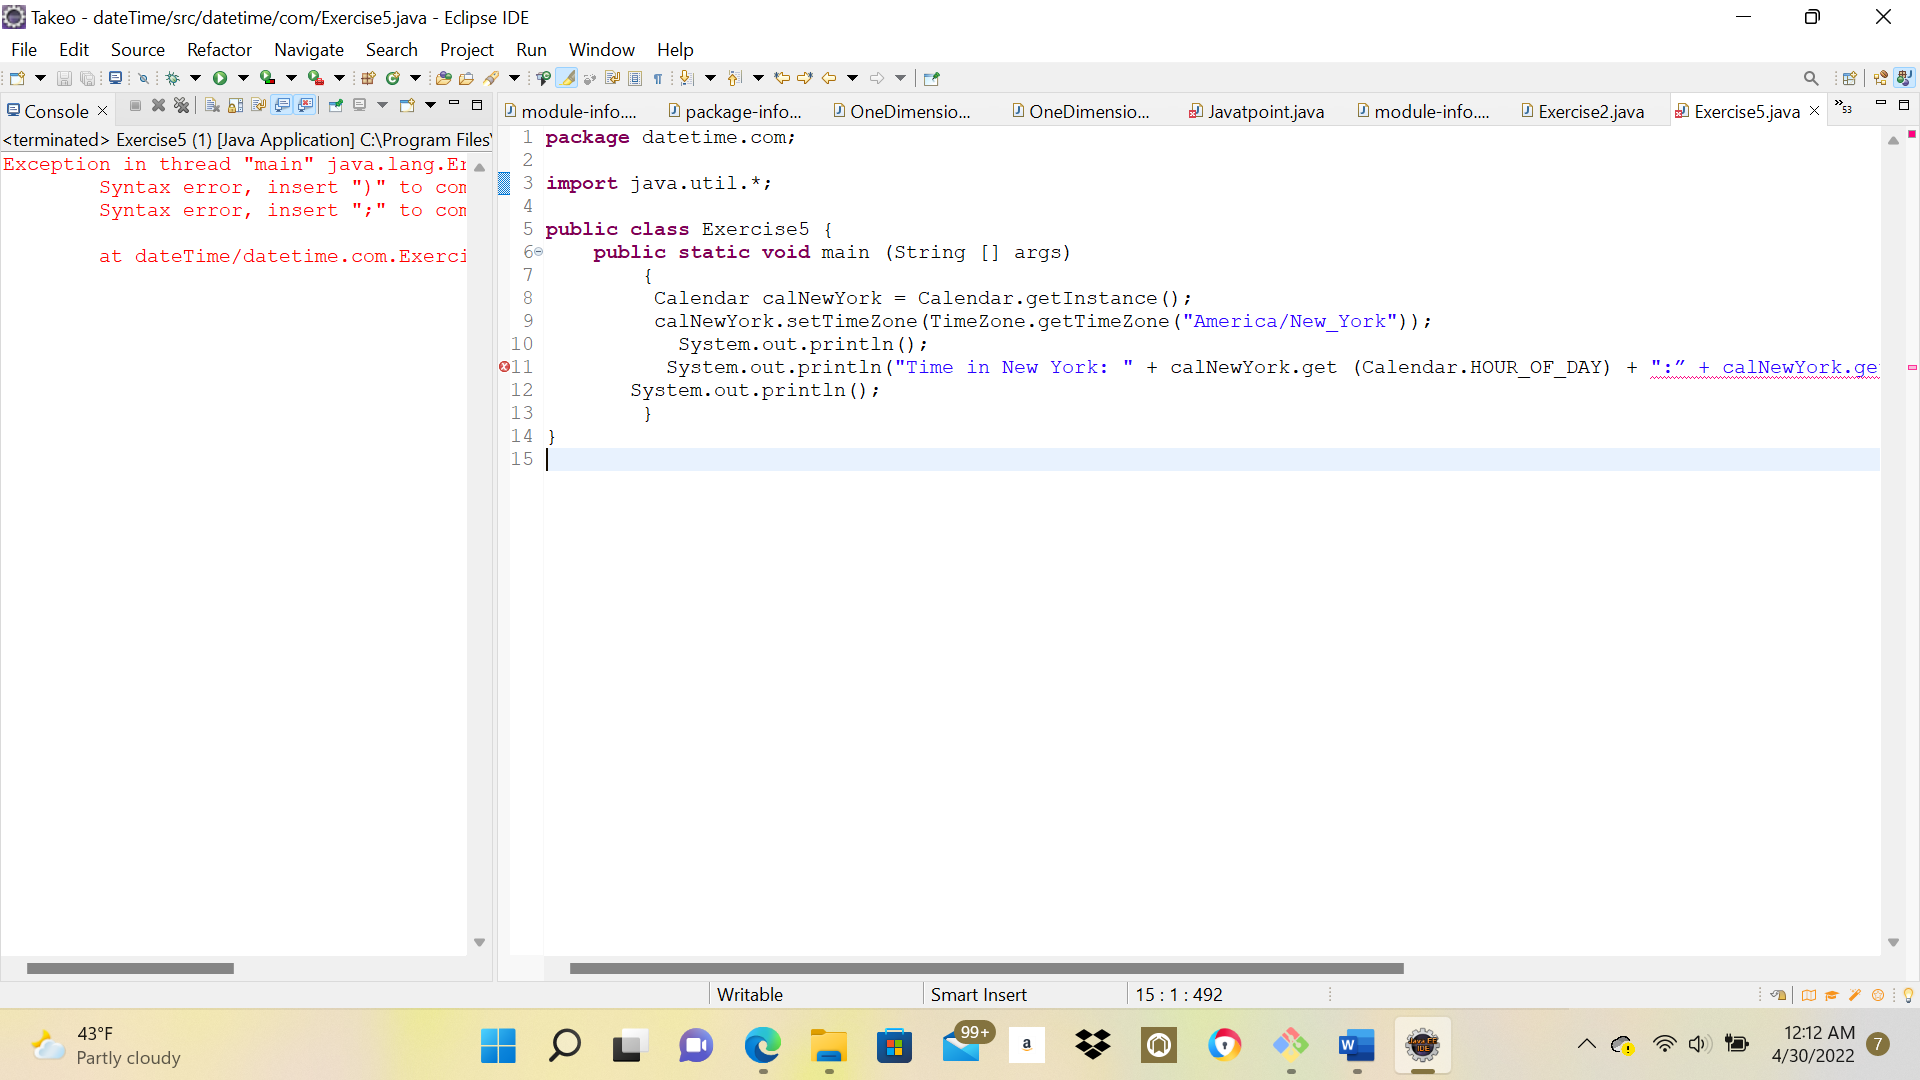 Takeo - dateTime/src/datetime/com/Exercise5.java - Eclipse IDE
File Edit Source Refactor Navigate Search Project Run Window Help
Console
<terminated> Exercise5 (1) [Java Application] C:\Program Files\
Exception in thread "main" java.lang.Er
Syntax error, insert ")" to com
Syntax error, insert ";" to com
at dateTime/datetime.com.Exerci
module-info.... package-info... OneDimensio... OneDimensio... Javatpoint.java module-info.... Exercise2.java Exercise5.java »53
1 package datetime.com;
2
3 import java.util.*;
4
5 public class Exercise5 {
6 public static void main (String [] args)
7 {
8 Calendar calNewYork = Calendar.getInstance();
9 calNewYork.setTimeZone(TimeZone.getTimeZone("America/New_York"));
10 System.out.println();
11 System.out.println("Time in New York: " + calNewYork.get (Calendar.HOUR_OF_DAY) + ":” + calNewYork.get
12 System.out.println();
13 }
14 }
15
Writable Smart Insert 15 : 1 : 492
43°F
Partly cloudy
99+
a
W
Java EE
IDE
12:12 AM
4/30/2022
7